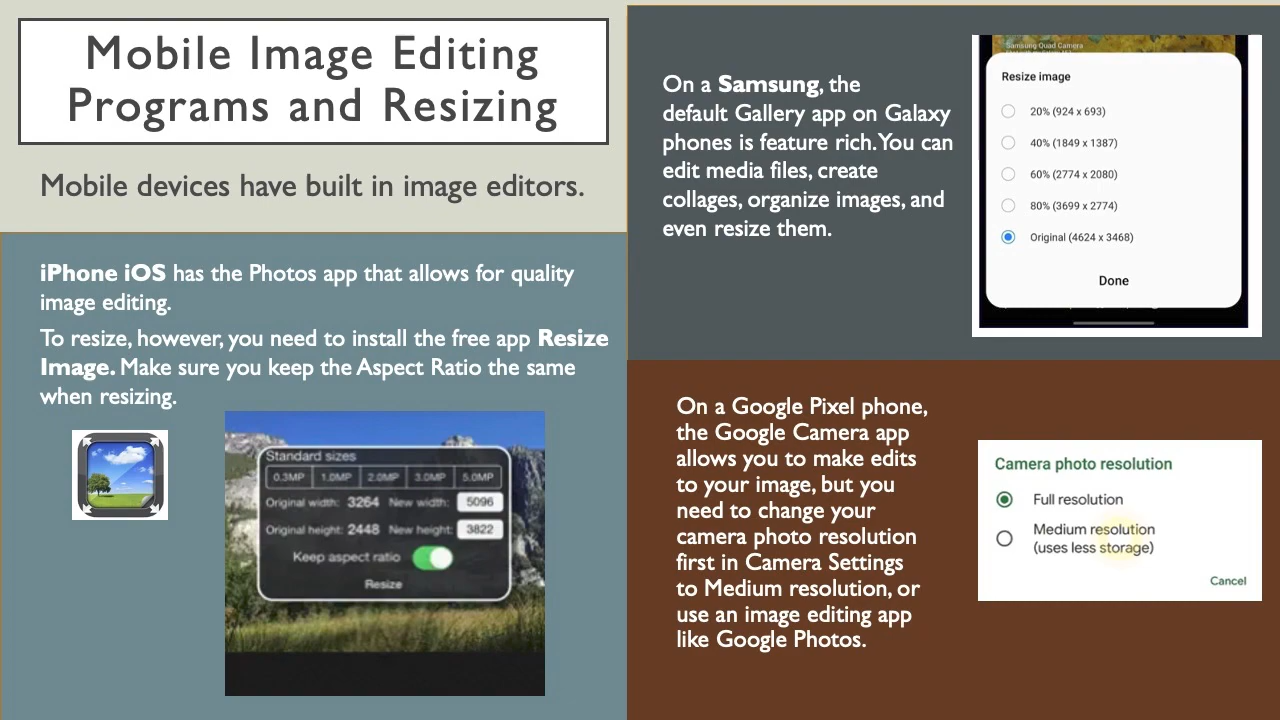 Mobile Image Editing
Programs and Resizing
Mobile devices have built in image editors.
iPhone iOS has the Photos app that allows for quality
image editing.
To resize, however, you need to install the free app Resize
Image. Make sure you keep the Aspect Ratio the same
when resizing.
Standard sizes
0.3MP 1.0MP 2.0MP 3.0MP 5.0MP
Original width: 3264 New width: 5096
Original height: 2448 New height: 3822
Keep aspect ratio
Resize
On a Samsung, the
default Gallery app on Galaxy
phones is feature rich. You can
edit media files, create
collages, organize images, and
even resize them.
Samsung Quad Camera
Resize image
20% (924 x 693)
40% (1849 x 1387)
60% (2774 x 2080)
80% (3699 x 2774)
Original (4624 x 3468)
Done
On a Google Pixel phone,
the Google Camera app
allows you to make edits
to your image, but you
need to change your
camera photo resolution
first in Camera Settings
to Medium resolution, or
use an image editing app
like Google Photos.
Camera photo resolution
Full resolution
Medium resolution
(uses less storage)
Cancel